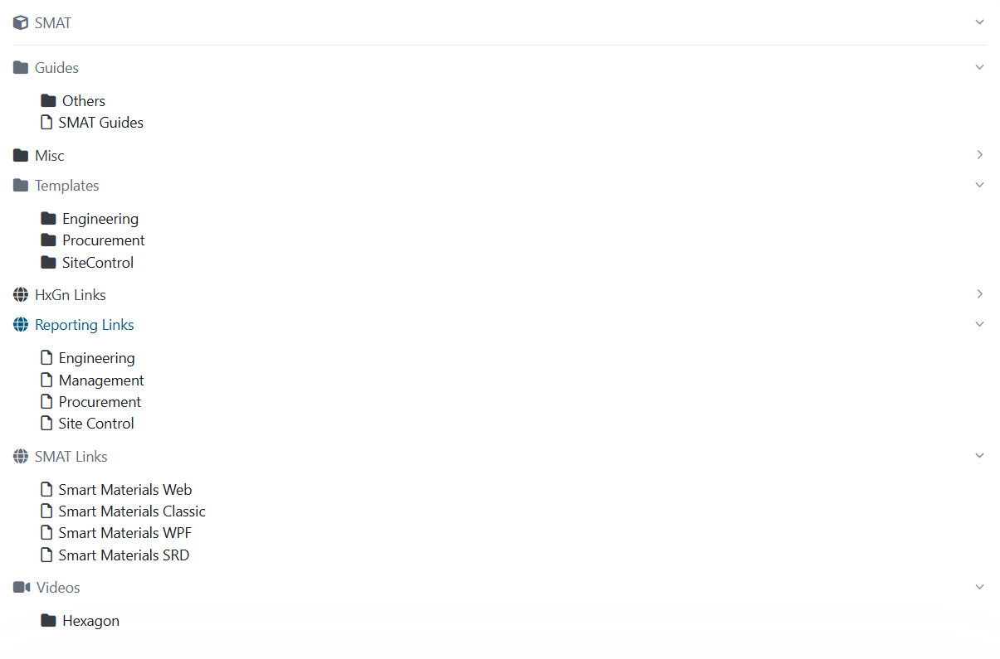 SMAT
Guides
Others
SMAT Guides
Misc
Templates
Engineering
Procurement
SiteControl
HxGn Links
Reporting Links
Engineering
Management
Procurement
Site Control
SMAT Links
Smart Materials Web
Smart Materials Classic
Smart Materials WPF
Smart Materials SRD
Videos
Hexagon